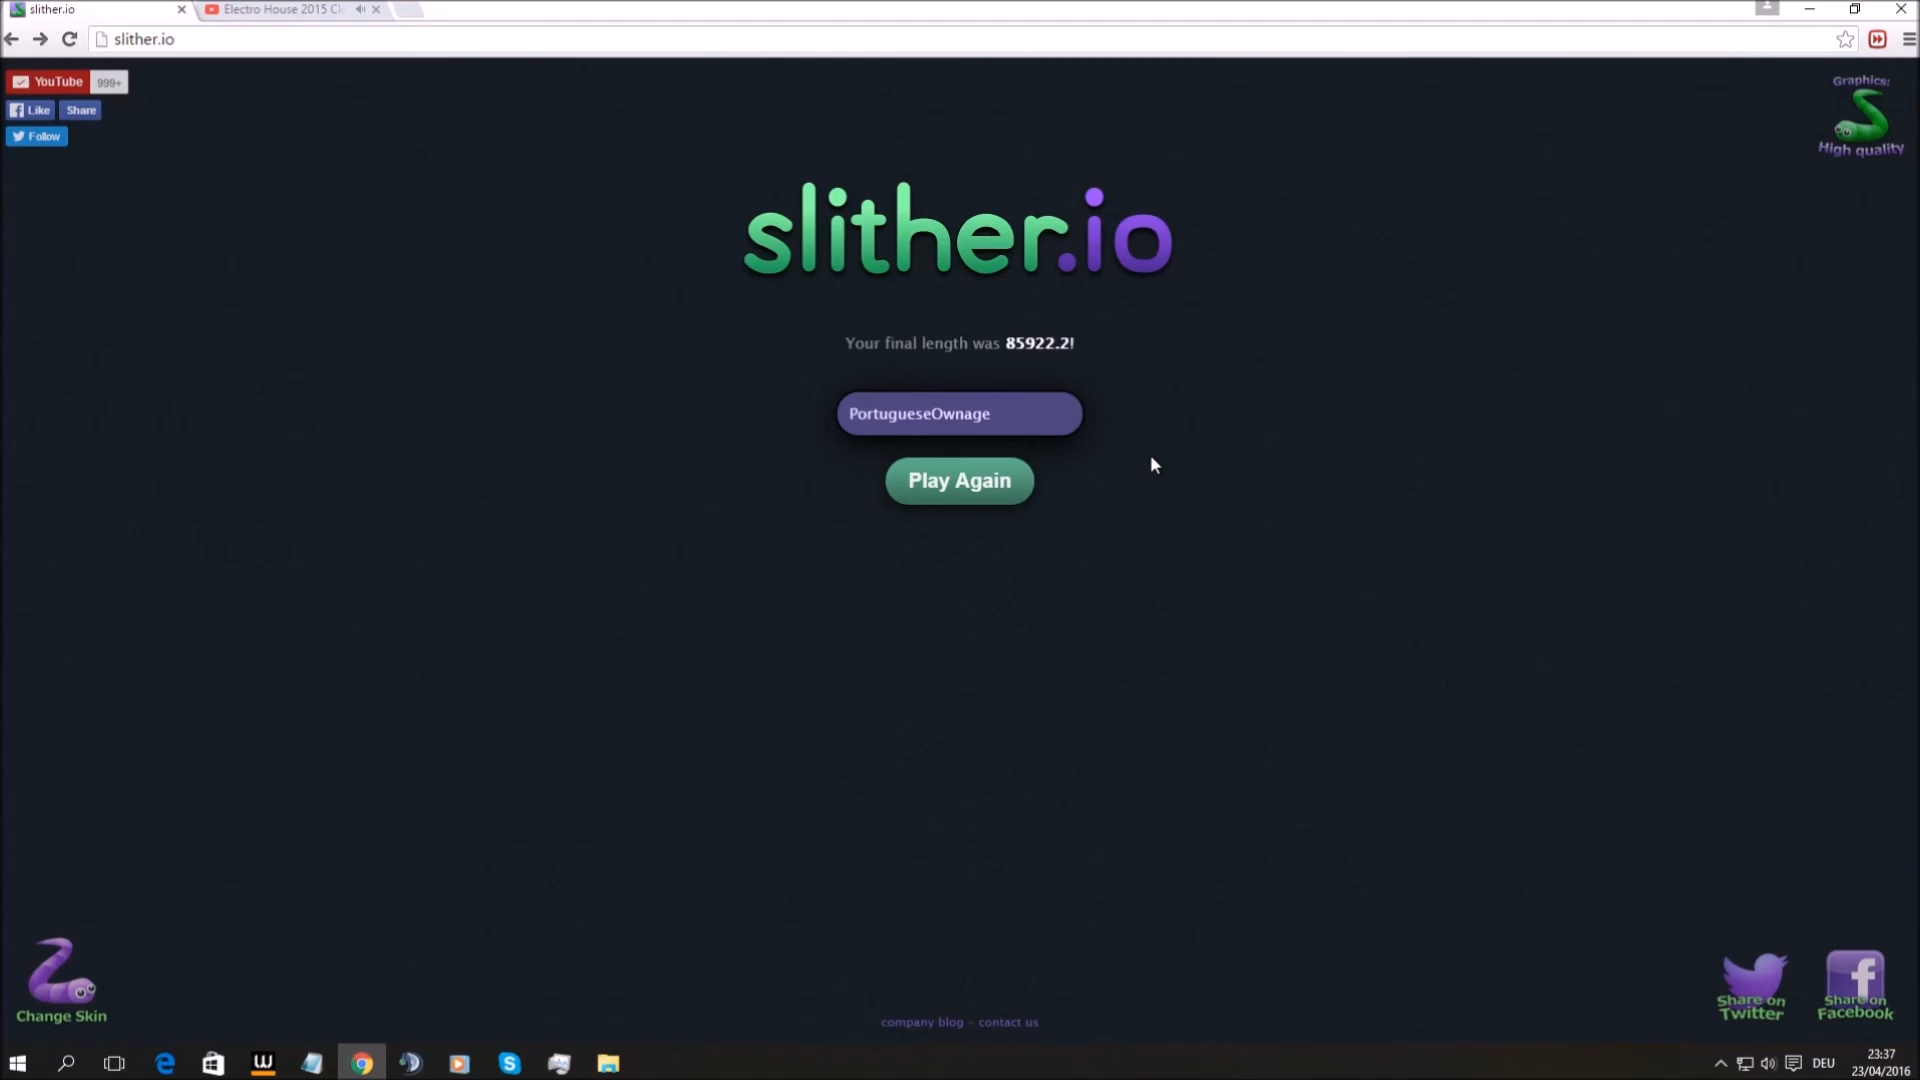 slither.io
Electro House 2015 Cl
slither.io
YouTube 999+
Like Share
Follow
Graphics:
High quality
slither.io
Your final length was 85922.2!
PortugueseOwnage
Play Again
Change Skin
Share on
Twitter
Share on
Facebook
company blog - contact us
DEU
23:37
23/04/2016